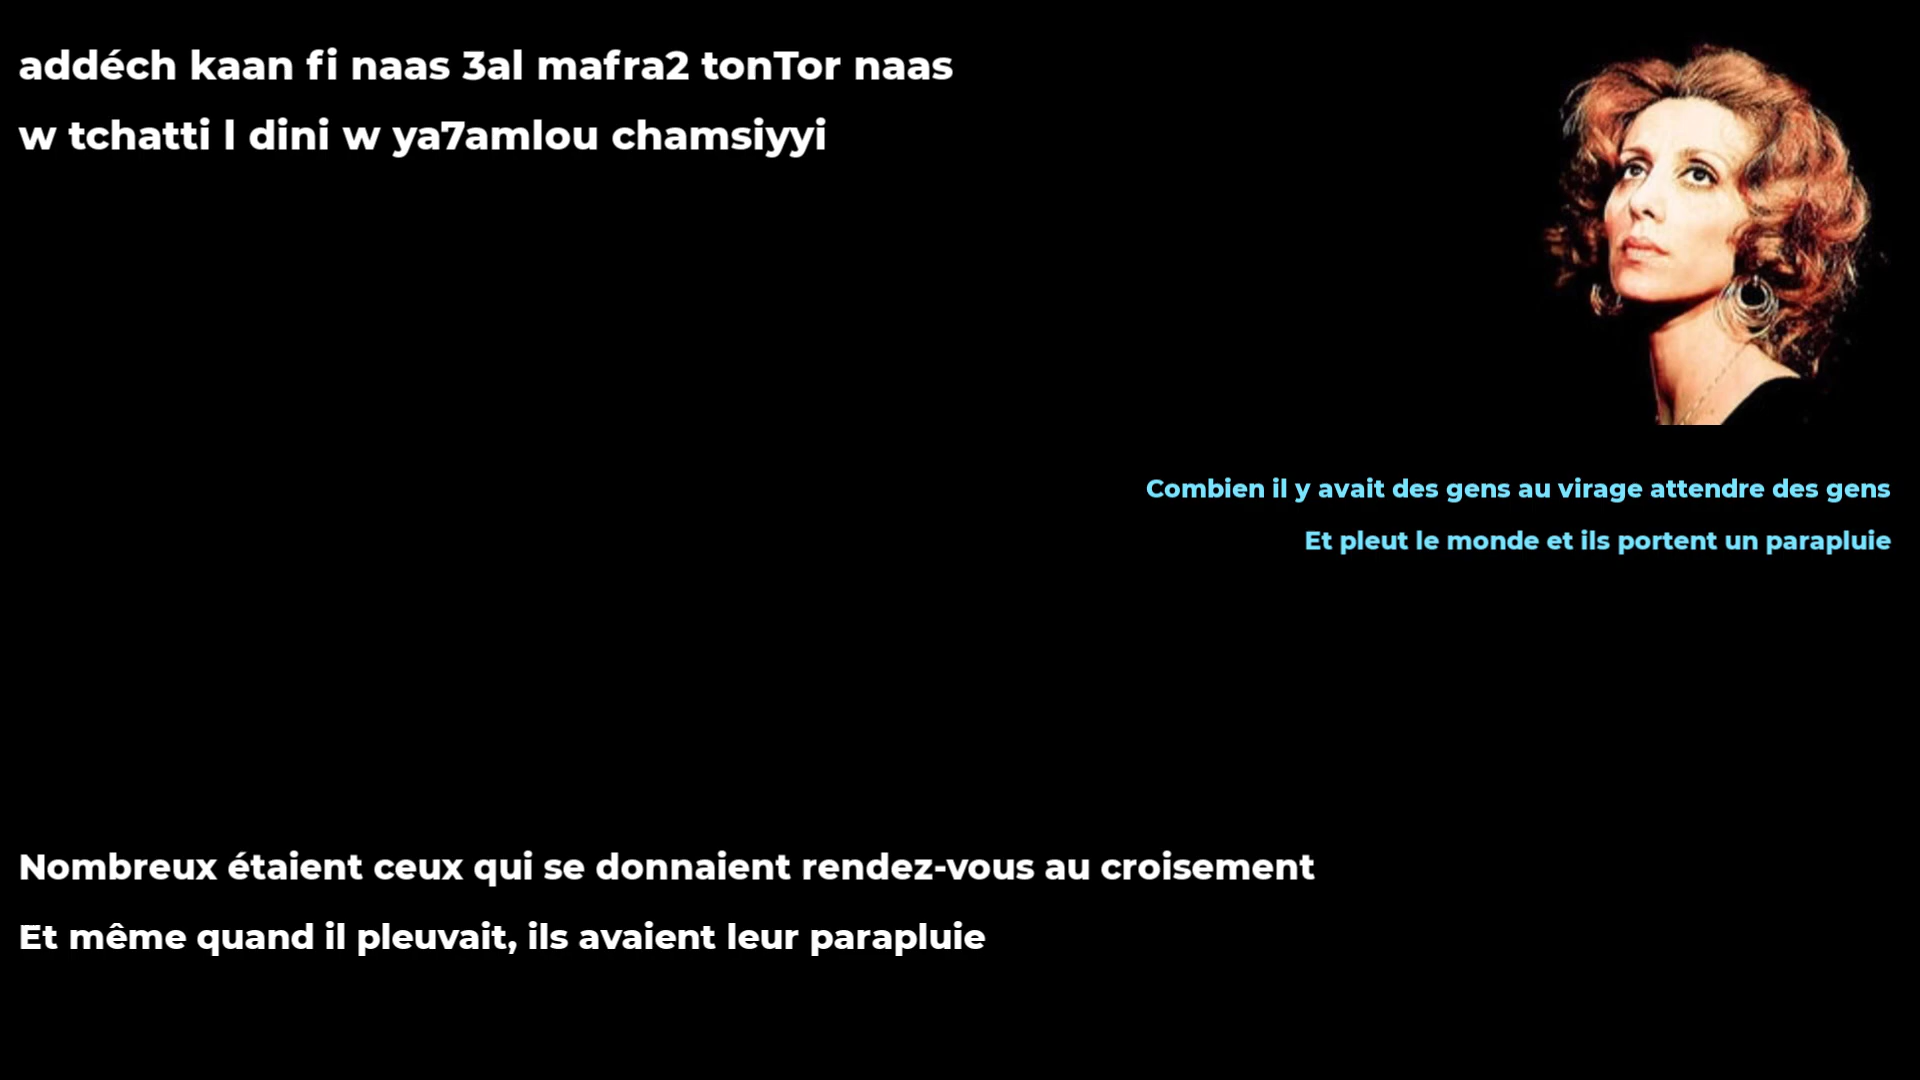 addéch kaan fi naas 3al mafra2 tonTor naas
w tchatti l dini w ya7amlou chamsiyyi
Combien il y avait des gens au virage attendre des gens
Et pleut le monde et ils portent un parapluie
Nombreux étaient ceux qui se donnaient rendez-vous au croisement
Et même quand il pleuvait, ils avaient leur parapluie